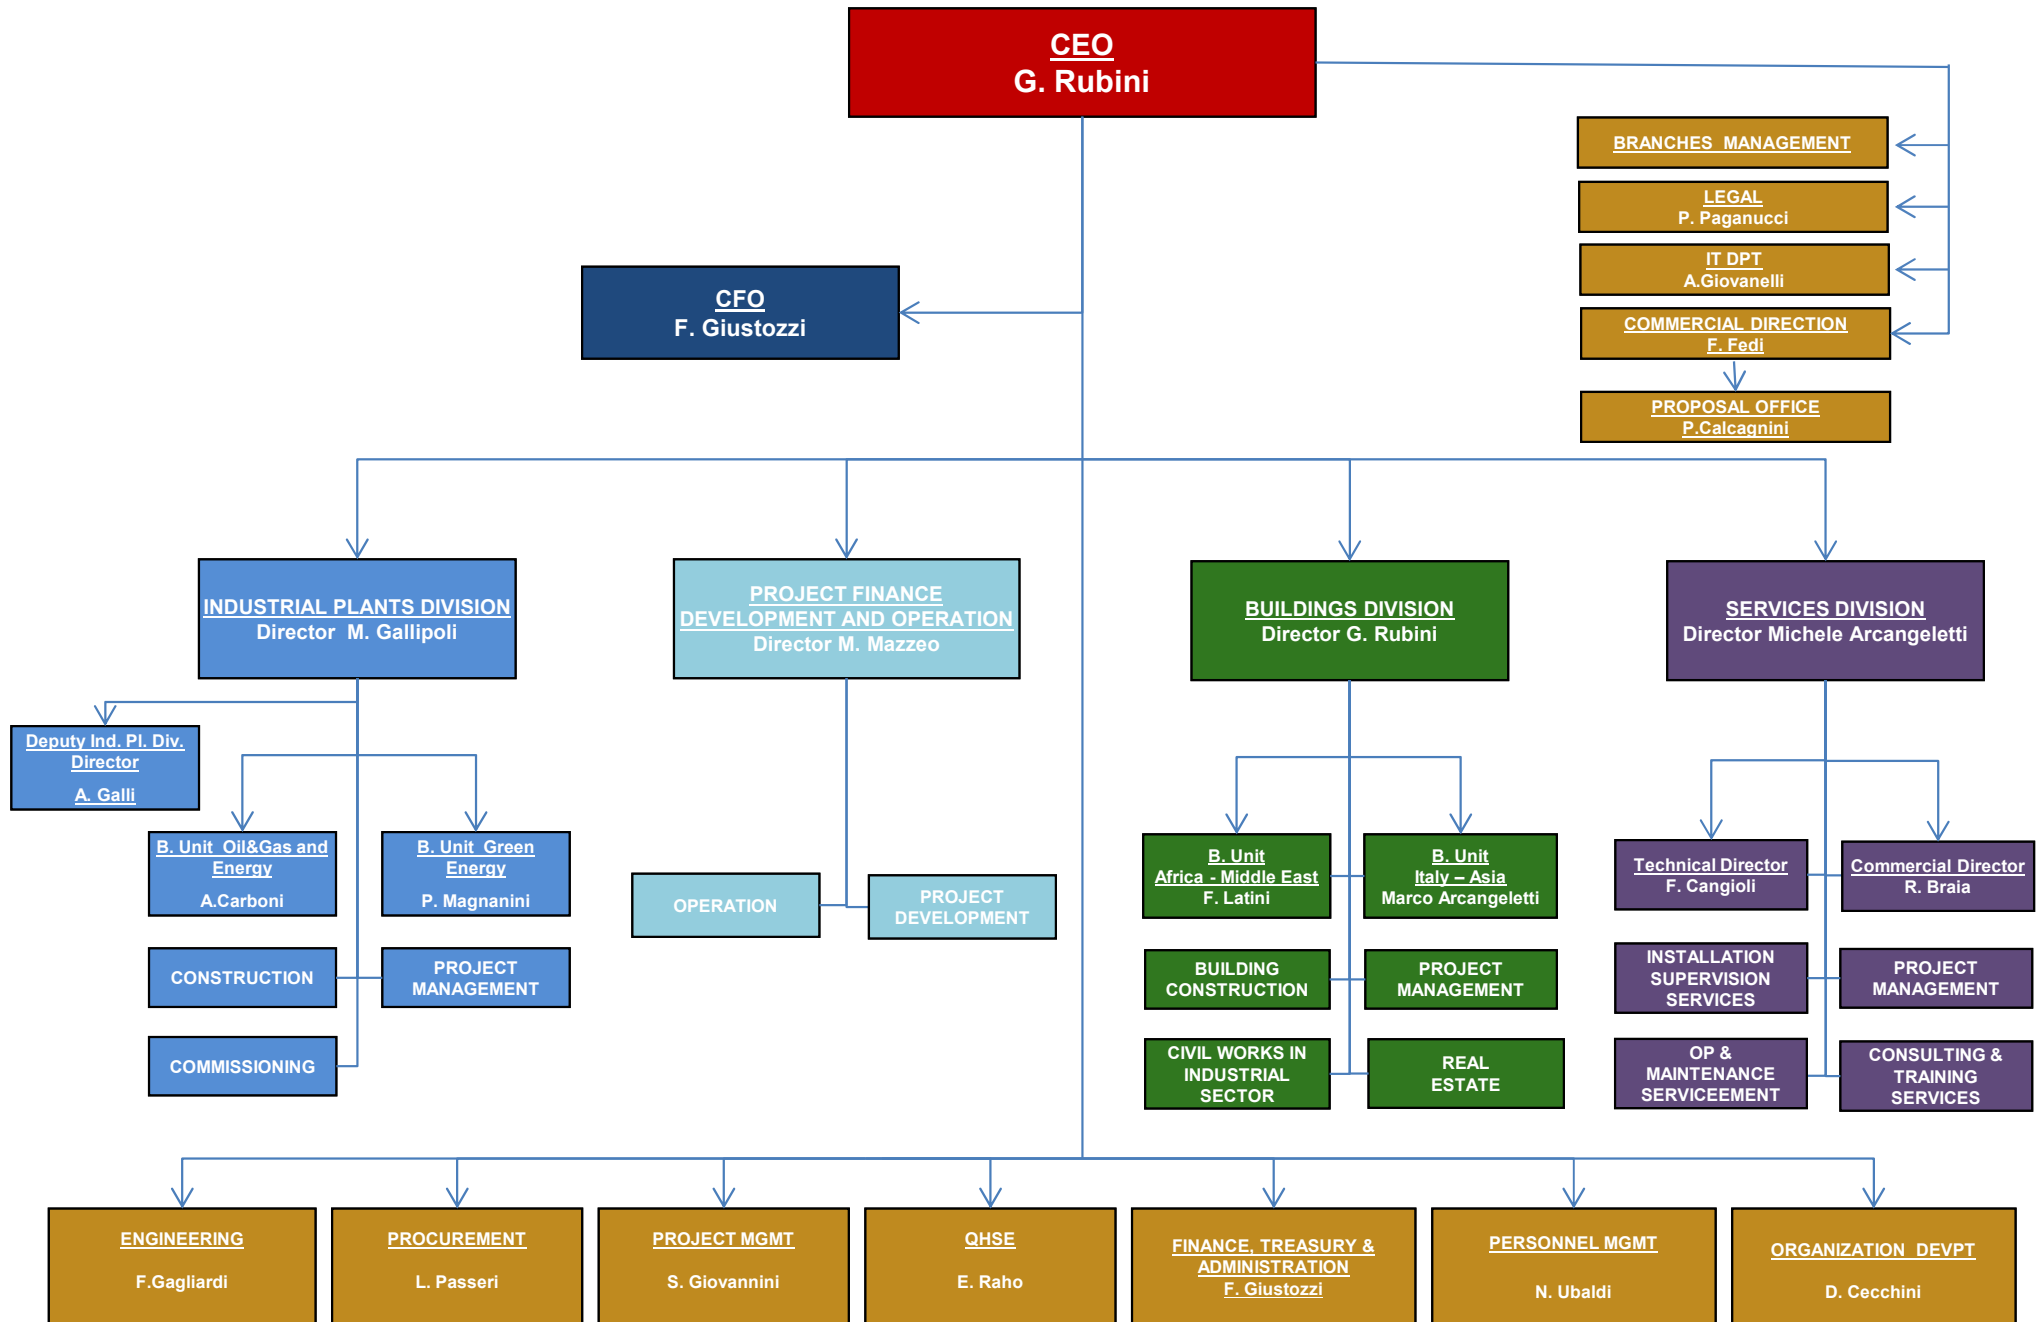 CEO
G. Rubini
BRANCHES MANAGEMENT
LEGAL
P. Paganucci
IT DPT
A.Giovanelli
COMMERCIAL DIRECTION
F. Fedi
PROPOSAL OFFICE
P.Calcagnini
CFO
F. Giustozzi
INDUSTRIAL PLANTS DIVISION
Director M. Gallipoli
PROJECT FINANCE
DEVELOPMENT AND OPERATION
Director M. Mazzeo
BUILDINGS DIVISION
Director G. Rubini
SERVICES DIVISION
Director Michele Arcangeletti
Deputy Ind. Pl. Div.
Director
A. Galli
B. Unit Oil&Gas and
Energy
A.Carboni
B. Unit Green
Energy
P. Magnanini
CONSTRUCTION
PROJECT
MANAGEMENT
COMMISSIONING
OPERATION
PROJECT
DEVELOPMENT
B. Unit
Africa - Middle East
F. Latini
B. Unit
Italy – Asia
Marco Arcangeletti
BUILDING
CONSTRUCTION
PROJECT
MANAGEMENT
CIVIL WORKS IN
INDUSTRIAL
SECTOR
REAL
ESTATE
Technical Director
F. Cangioli
Commercial Director
R. Braia
INSTALLATION
SUPERVISION
SERVICES
PROJECT
MANAGEMENT
OP &
MAINTENANCE
SERVICEEMENT
CONSULTING &
TRAINING
SERVICES
ENGINEERING
F.Gagliardi
PROCUREMENT
L. Passeri
PROJECT MGMT
S. Giovannini
QHSE
E. Raho
FINANCE, TREASURY &
ADMINISTRATION
F. Giustozzi
PERSONNEL MGMT
N. Ubaldi
ORGANIZATION DEVPT
D. Cecchini